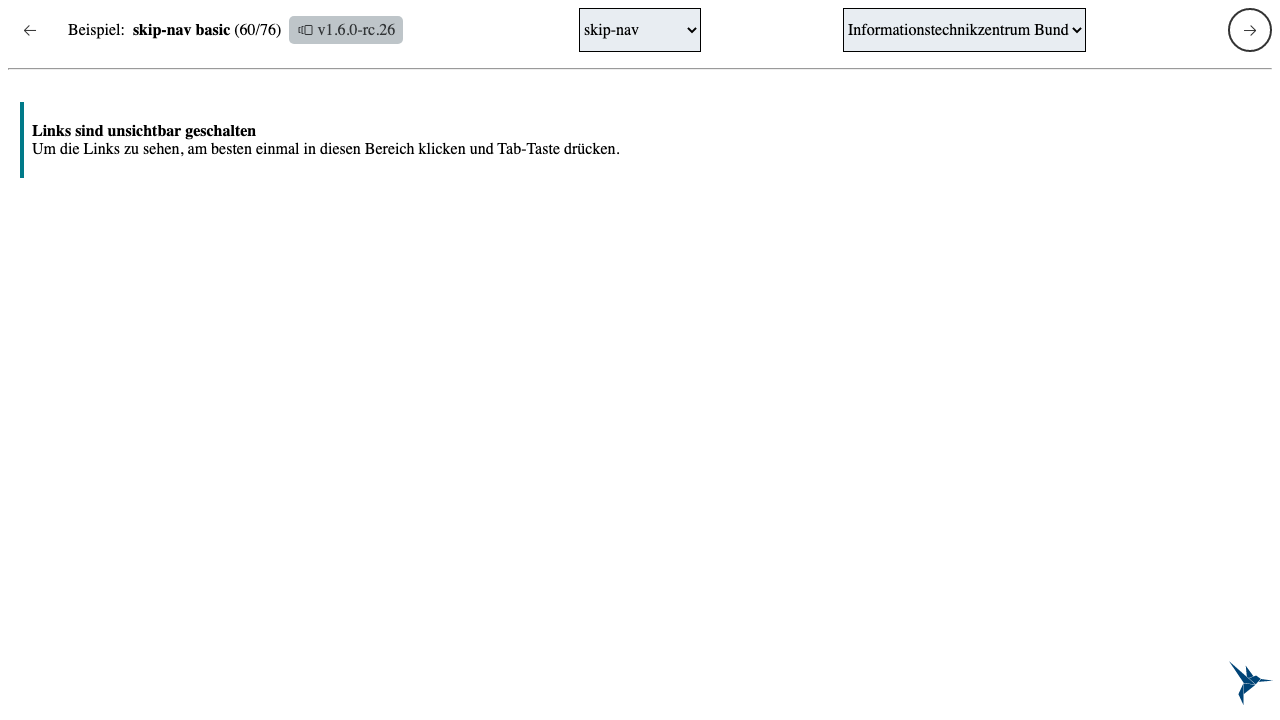 Beispiel: skip-nav basic (60/76) v1.6.0-rc.26 skip-nav Informationstechnikzentrum Bund
Links sind unsichtbar geschalten
Um die Links zu sehen, am besten einmal in diesen Bereich klicken und Tab-Taste drücken.